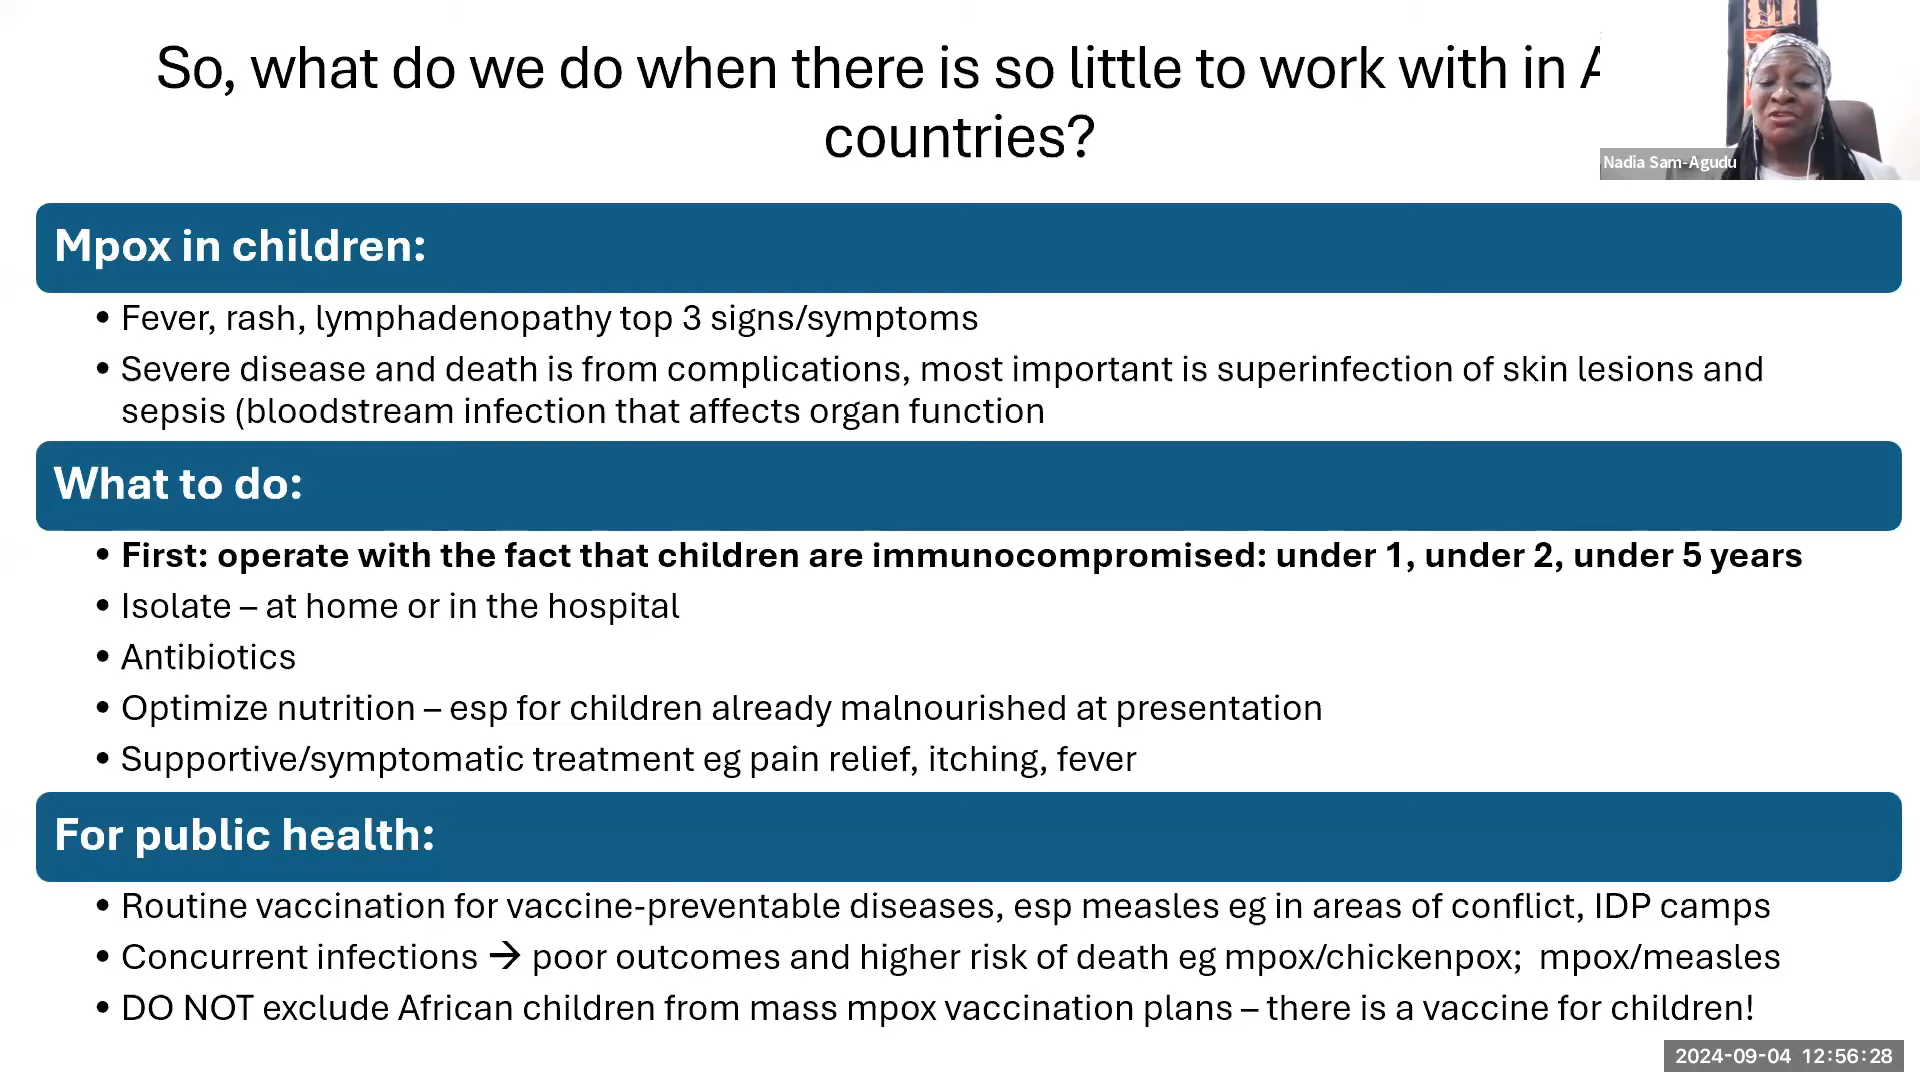 So, what do we do when there is so little to work with in
countries?
Nadia Sam-Agudu
Mpox in children:
• Fever, rash, lymphadenopathy top 3 signs/symptoms
• Severe disease and death is from complications, most important is superinfection of skin lesions and
sepsis (bloodstream infection that affects organ function
What to do:
• First: operate with the fact that children are immunocompromised: under 1, under 2, under 5 years
• Isolate – at home or in the hospital
• Antibiotics
• Optimize nutrition – esp for children already malnourished at presentation
• Supportive/symptomatic treatment eg pain relief, itching, fever
For public health:
• Routine vaccination for vaccine-preventable diseases, esp measles eg in areas of conflict, IDP camps
• Concurrent infections → poor outcomes and higher risk of death eg mpox/chickenpox;  mpox/measles
• DO NOT exclude African children from mass mpox vaccination plans – there is a vaccine for children!
2024-09-04 12:56:28